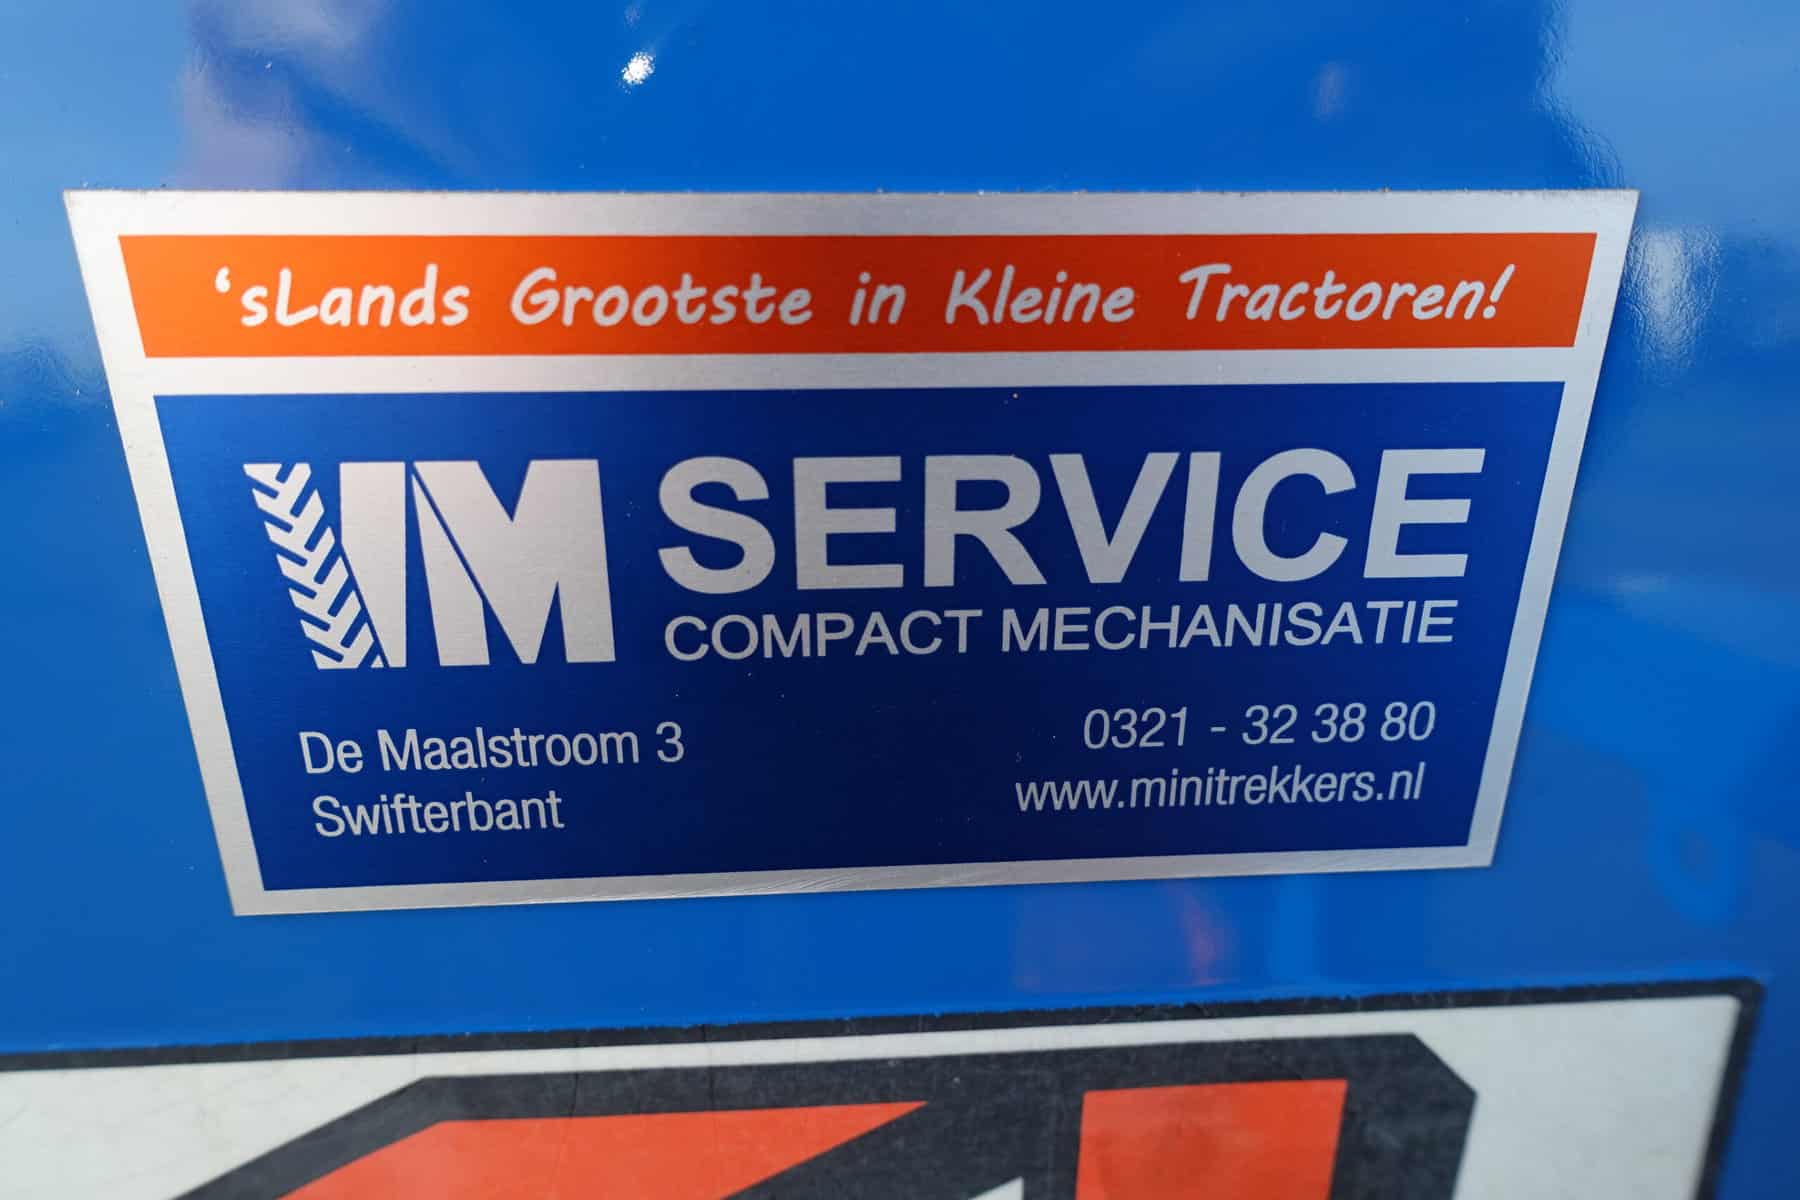 ‘sLands Grootste in Kleine Tractoren!
IM SERVICE
COMPACT MECHANISATIE
De Maalstroom 3
Swifterbant
0321 - 32 38 80
www.minitrekkers.nl